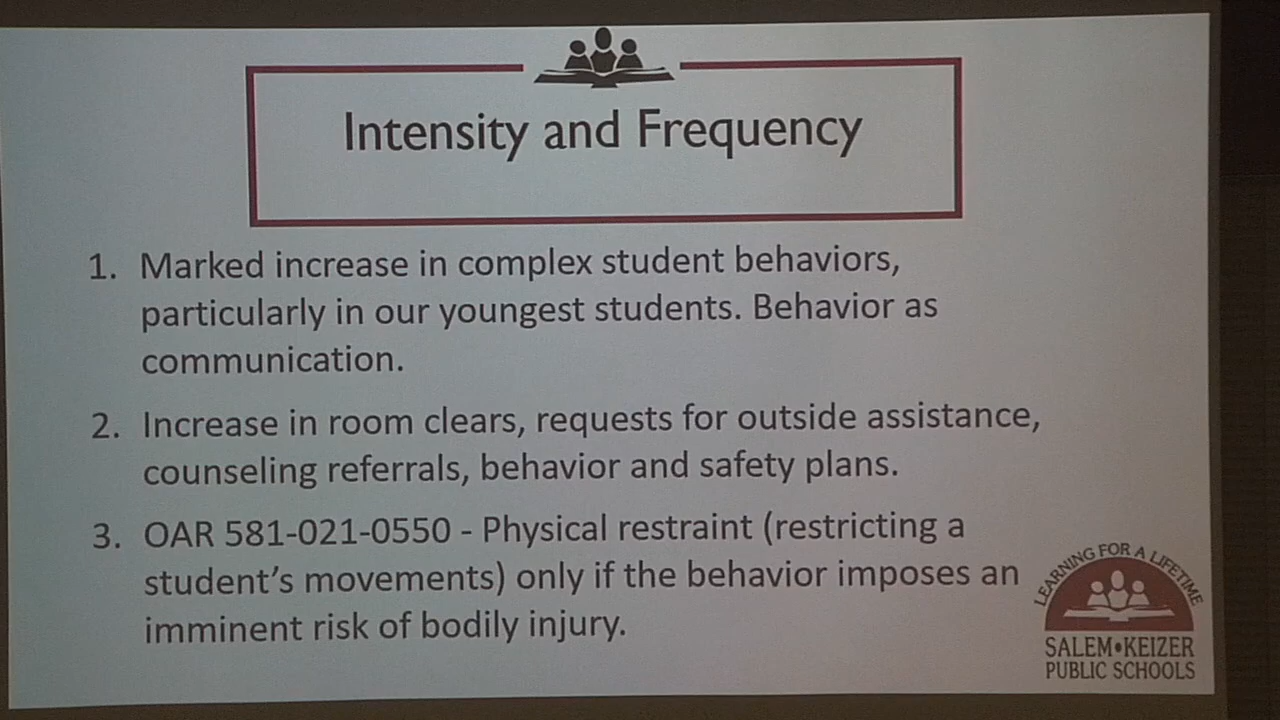 Intensity and Frequency
1. Marked increase in complex student behaviors,
particularly in our youngest students. Behavior as
communication.
2. Increase in room clears, requests for outside assistance,
counseling referrals, behavior and safety plans.
3. OAR 581-021-0550 - Physical restraint (restricting a
student's movements) only if the behavior imposes an
imminent risk of bodily injury.
LEARNING FOR A LIFETIME
SALEM•KEIZER
PUBLIC SCHOOLS